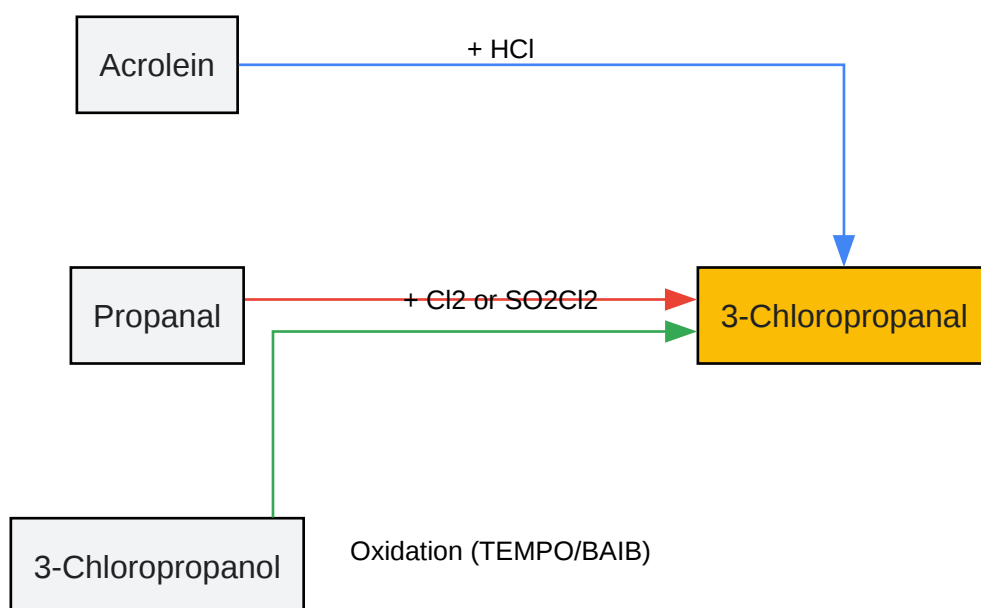 + HCl
Acrolein
+ Cl2 or SO2Cl2
Propanal
3-Chloropropanal
Oxidation (TEMPO/BAIB)
3-Chloropropanol